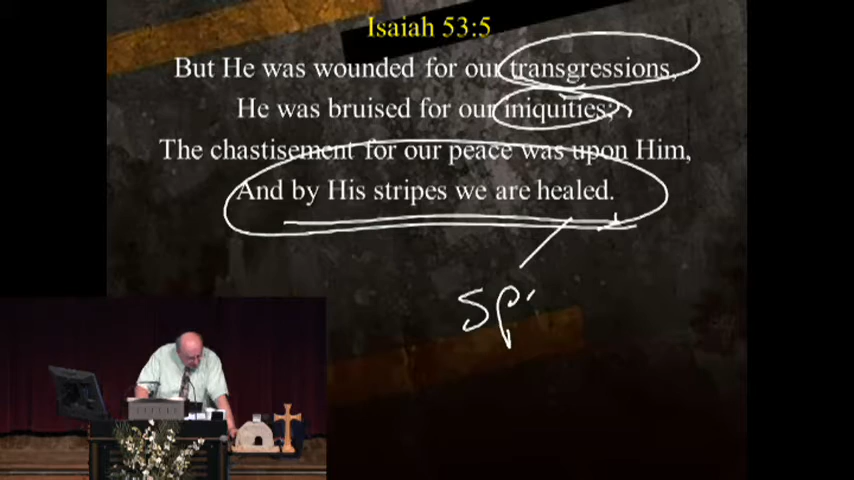 Isaiah 53:5
But He was wounded for our transgressions,
He was bruised for our iniquities;
The chastisement for our peace was upon Him,
And by His stripes we are healed.
sp